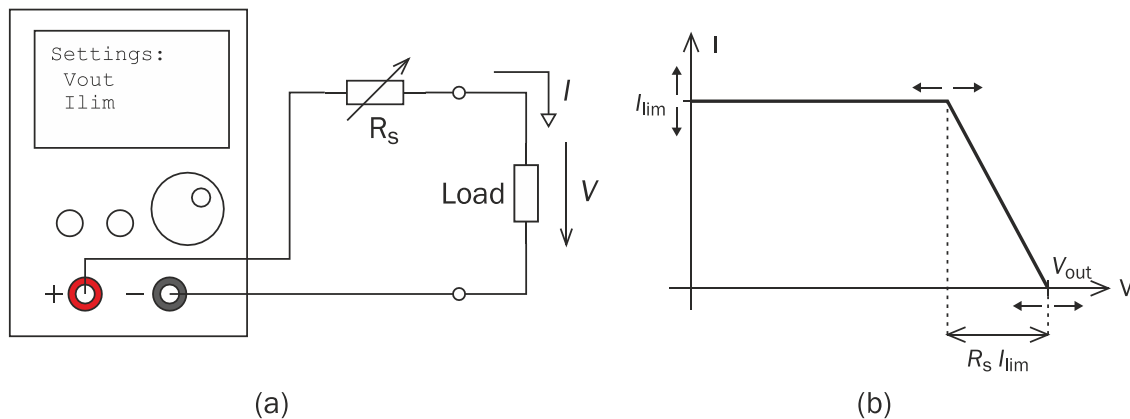 Settings:
Vout
Ilim
Rs
I
Load
V
+
−
(a)
I
Ilim
Vout
V
Rs Ilim
(b)